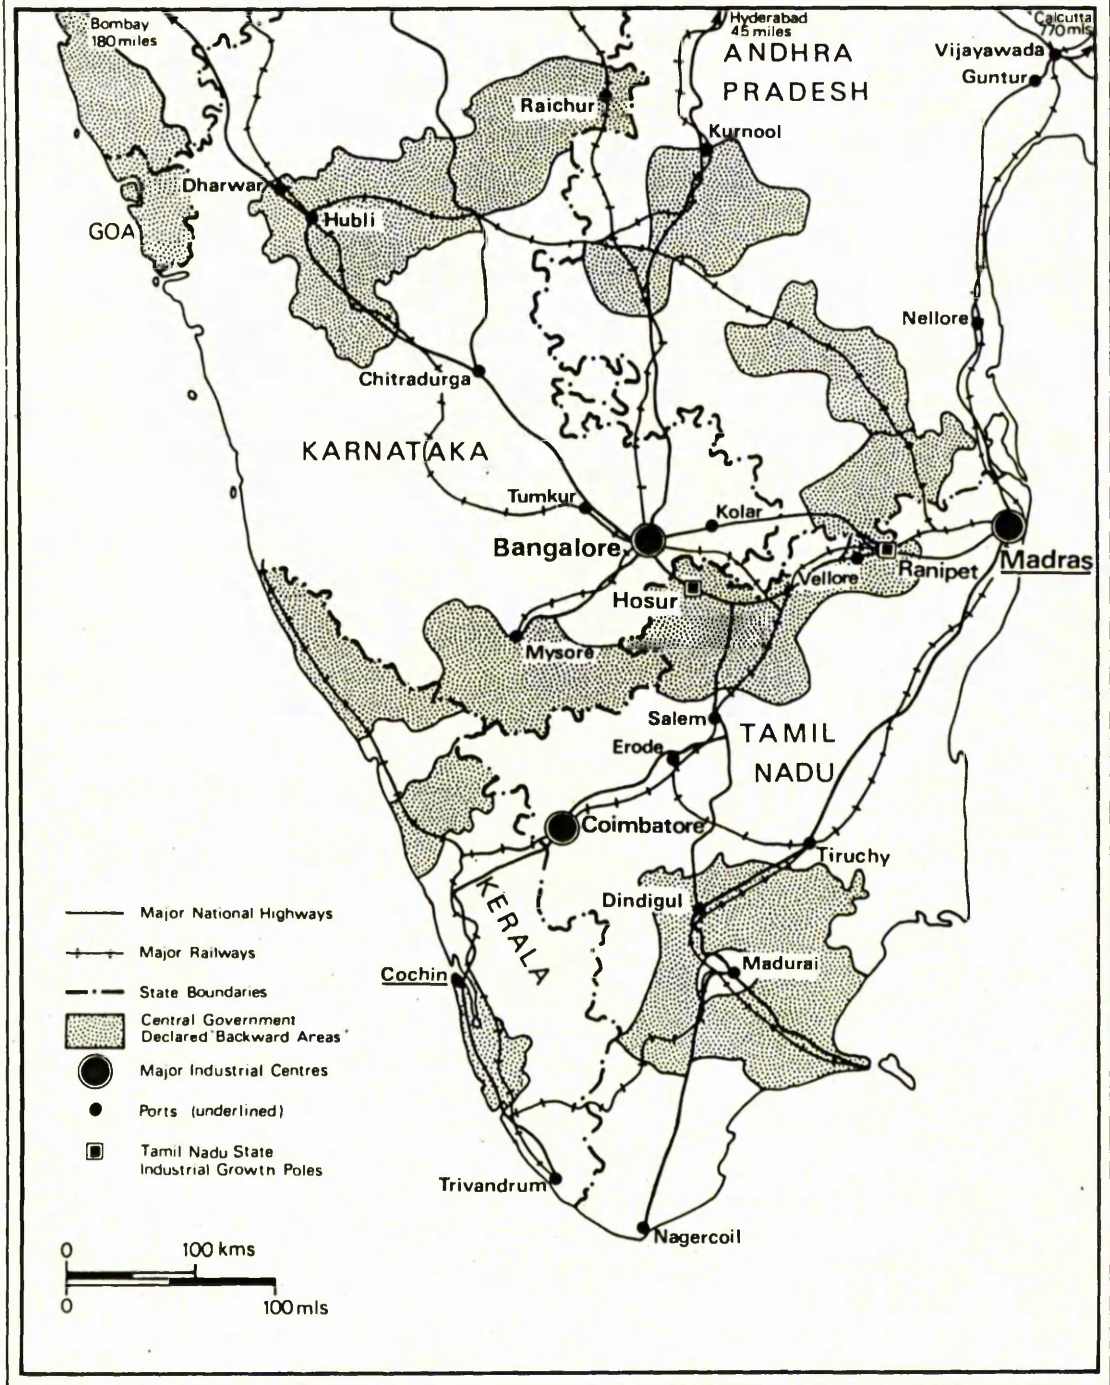 Bombay
180 miles
Hyderabad
45 miles
Calcutta
770 mls
ANDHRA
PRADESH
Vijayawada
Guntur
Raichur
Kurnool
Dharwar
Hubli
GOA
Nellore
Chitradurga
KARNATAKA
Tumkur
Kolar
Bangalore
Madras
Vellore
Ranipet
Hosur
Mysore
Salem
TAMIL
NADU
Erode
Coimbatore
Tiruchy
KERALA
Dindigul
Madurai
Cochin
Trivandrum
Nagercoil
Major National Highways
Major Railways
State Boundaries
Central Government
Declared 'Backward Areas'
Major Industrial Centres
Ports (underlined)
Tamil Nadu State
Industrial Growth Poles
0 100 kms
0 100 mls